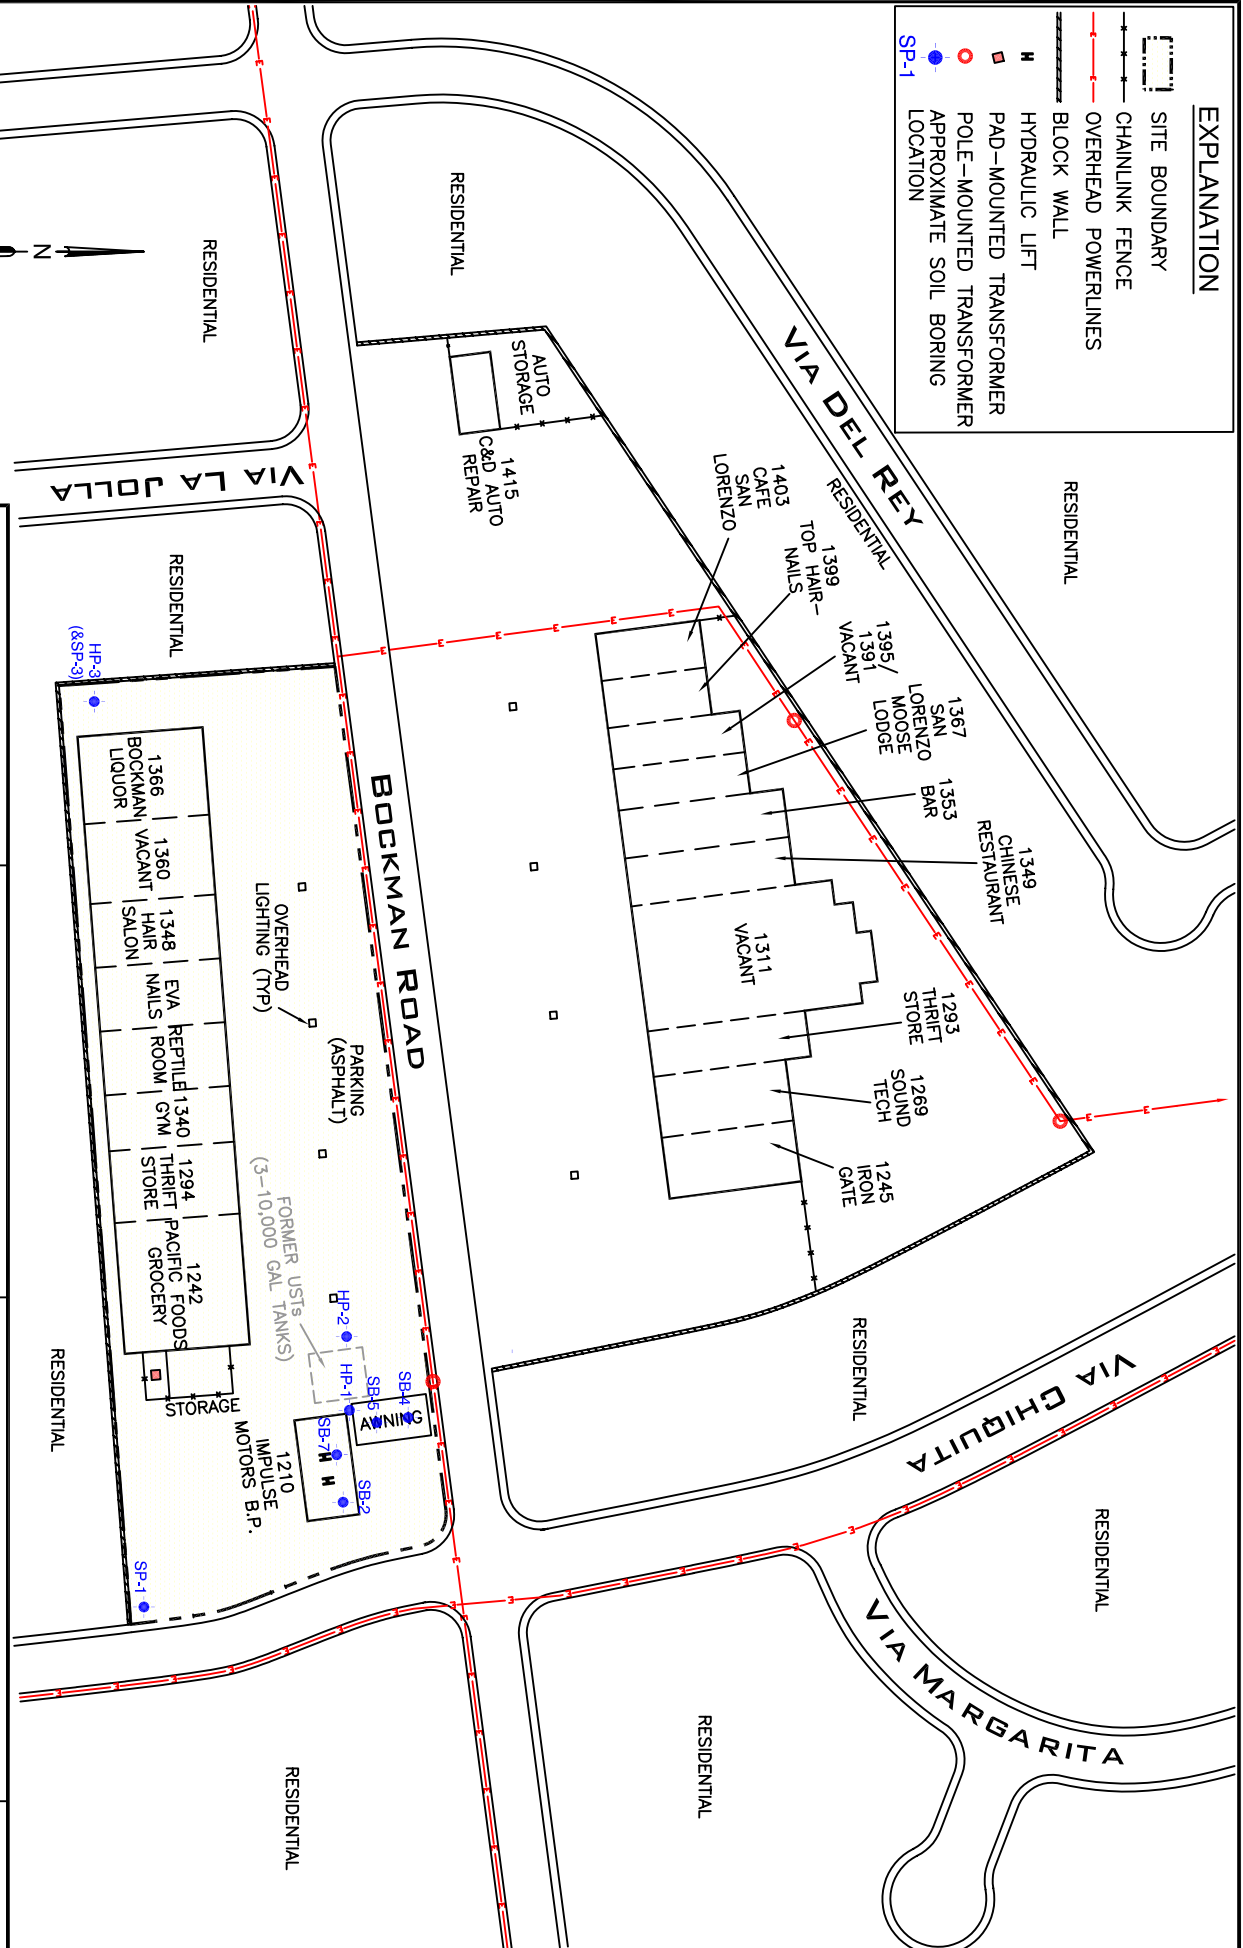 EXPLANATION
SITE BOUNDARY
CHAINLINK FENCE
OVERHEAD POWERLINES
BLOCK WALL
HYDRAULIC LIFT
PAD-MOUNTED TRANSFORMER
POLE-MOUNTED TRANSFORMER
SP-1
APPROXIMATE SOIL BORING
LOCATION
RESIDENTIAL
RESIDENTIAL
VIA DEL REY
RESIDENTIAL
RESIDENTIAL
N
VIA LA JOLLA
RESIDENTIAL
AUTO
STORAGE
1415
C&D AUTO
REPAIR
1403
CAFE
SAN
LORENZO
1399
TOP HAIR-
NAILS
1395/
1391
VACANT
1367
SAN
LORENZO
MOOSE
LODGE
1353
BAR
1349
CHINESE
RESTAURANT
1311
VACANT
1293
THRIFT
STORE
1269
SOUND
TECH
1245
IRON
GATE
RESIDENTIAL
VIA CHIQUITA
RESIDENTIAL
VIA MARGARITA
RESIDENTIAL
RESIDENTIAL
BOCKMAN ROAD
HP-3
(&SP-3)
1366
BOCKMAN
LIQUOR
1360
VACANT
1348
HAIR
SALON
EVA
NAILS
REPTILE
ROOM
1340
GYM
1294
THRIFT
STORE
1242
PACIFIC FOODS
GROCERY
OVERHEAD
LIGHTING (TYP)
PARKING
(ASPHALT)
FORMER USTs
(3-10,000 GAL TANKS)
HP-2
HP-1
SB-5
SB-4
AWNING
SB-7
SB-2
STORAGE
1210
IMPULSE
MOTORS B.P.
SP-1
RESIDENTIAL